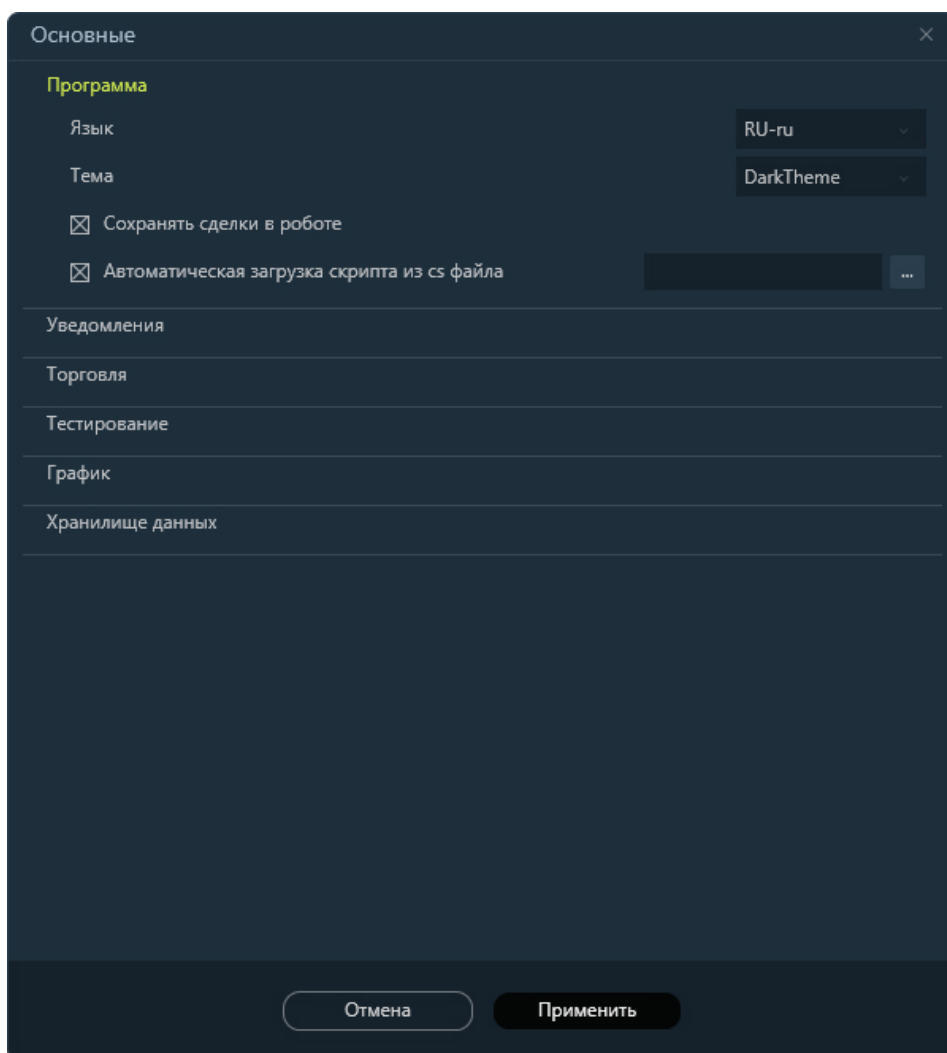 Основные
Программа
Язык RU-ru
Тема DarkTheme
Сохранять сделки в роботе
Автоматическая загрузка скрипта из cs файла ...
Уведомления
Торговля
Тестирование
График
Хранилище данных
Отмена Применить